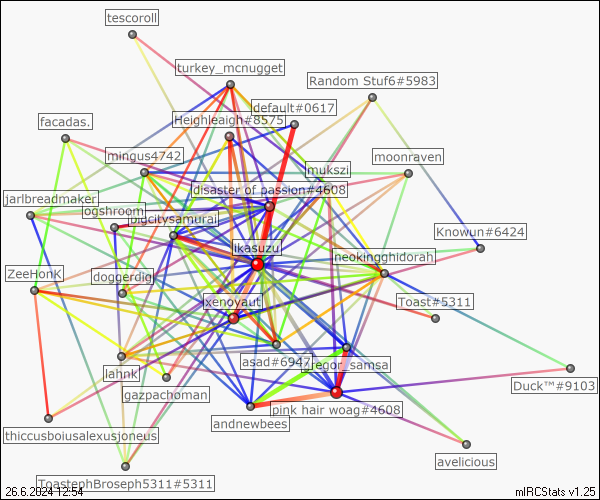 tescoroll
turkey_mcnugget
Random Stuf6#5983
default#0617
Heighleaigh#8575
facadas.
mingus4742
moonraven
mukszi
disaster of passion#4608
jarlbreadmaker
ogshroom
bigcitysamurai
Knowun#6424
ikasuzu
neokingghidorah
ZeeHonK
doggerdig
xenoyaut
Toast#5311
asad#6947
gregor_samsa
lahnk
Duck™#9103
gazpachoman
pink hair woag#4608
andnewbees
thiccusboiusalexusjoneus
avelicious
ToastephBroseph5311#5311
26.6.2024 12:54
mIRCStats v1.25